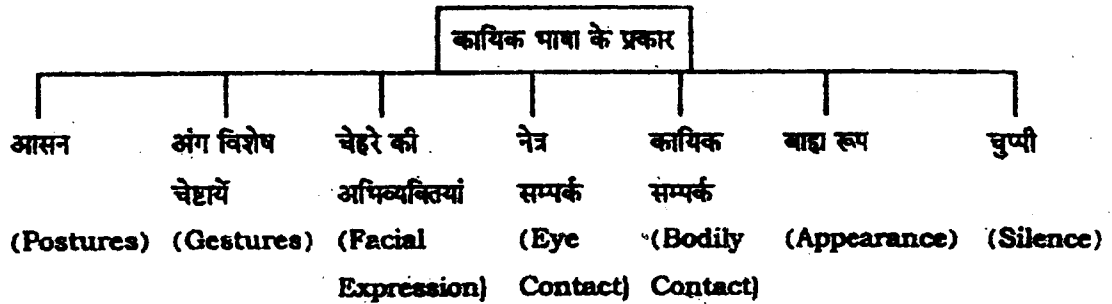 कायिक भाषा के प्रकार
आसन अंग विशेष चेहरे की नेत्र कायिक बाह्य रूप चुप्पी
चेष्टायें अभिव्यक्तियां सम्पर्क सम्पर्क
(Postures) (Gestures) (Facial (Eye (Bodily (Appearance) (Silence)
Expression) Contact) Contact)